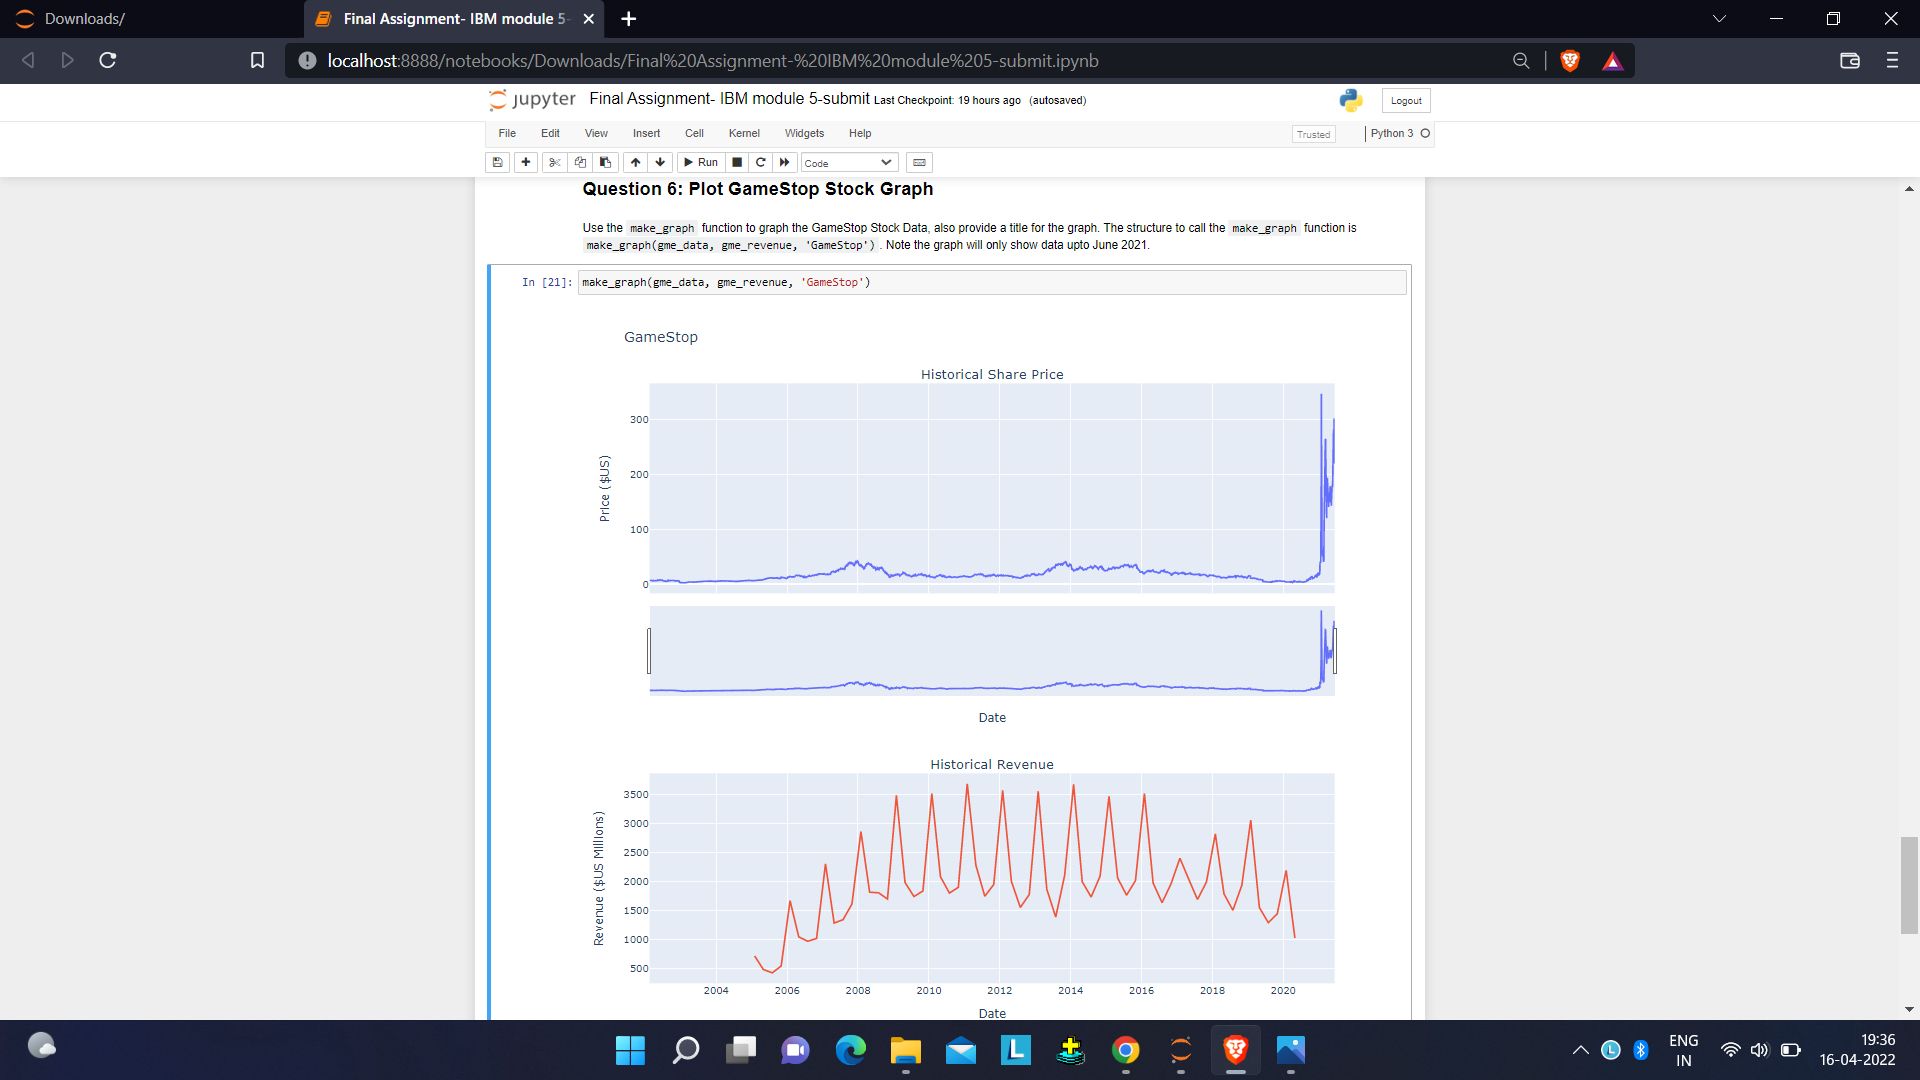 Downloads/
Final Assignment- IBM module 5-
localhost:8888/notebooks/Downloads/Final%20Assignment-%20IBM%20module%205-submit.ipynb
jupyter Final Assignment- IBM module 5-submit Last Checkpoint: 19 hours ago (autosaved)
Logout
File Edit View Insert Cell Kernel Widgets Help
Trusted Python 3
Run Code
Question 6: Plot GameStop Stock Graph
Use the make_graph function to graph the GameStop Stock Data, also provide a title for the graph. The structure to call the make_graph function is
make_graph(gme_data, gme_revenue, 'GameStop') . Note the graph will only show data upto June 2021.
In [21]: make_graph(gme_data, gme_revenue, 'GameStop')
GameStop
Historical Share Price
Price ($US)
300
200
100
0
Date
Historical Revenue
Revenue ($US Millions)
3500
3000
2500
2000
1500
1000
500
2004 2006 2008 2010 2012 2014 2016 2018 2020
Date
L
L
ENG
IN
19:36
16-04-2022